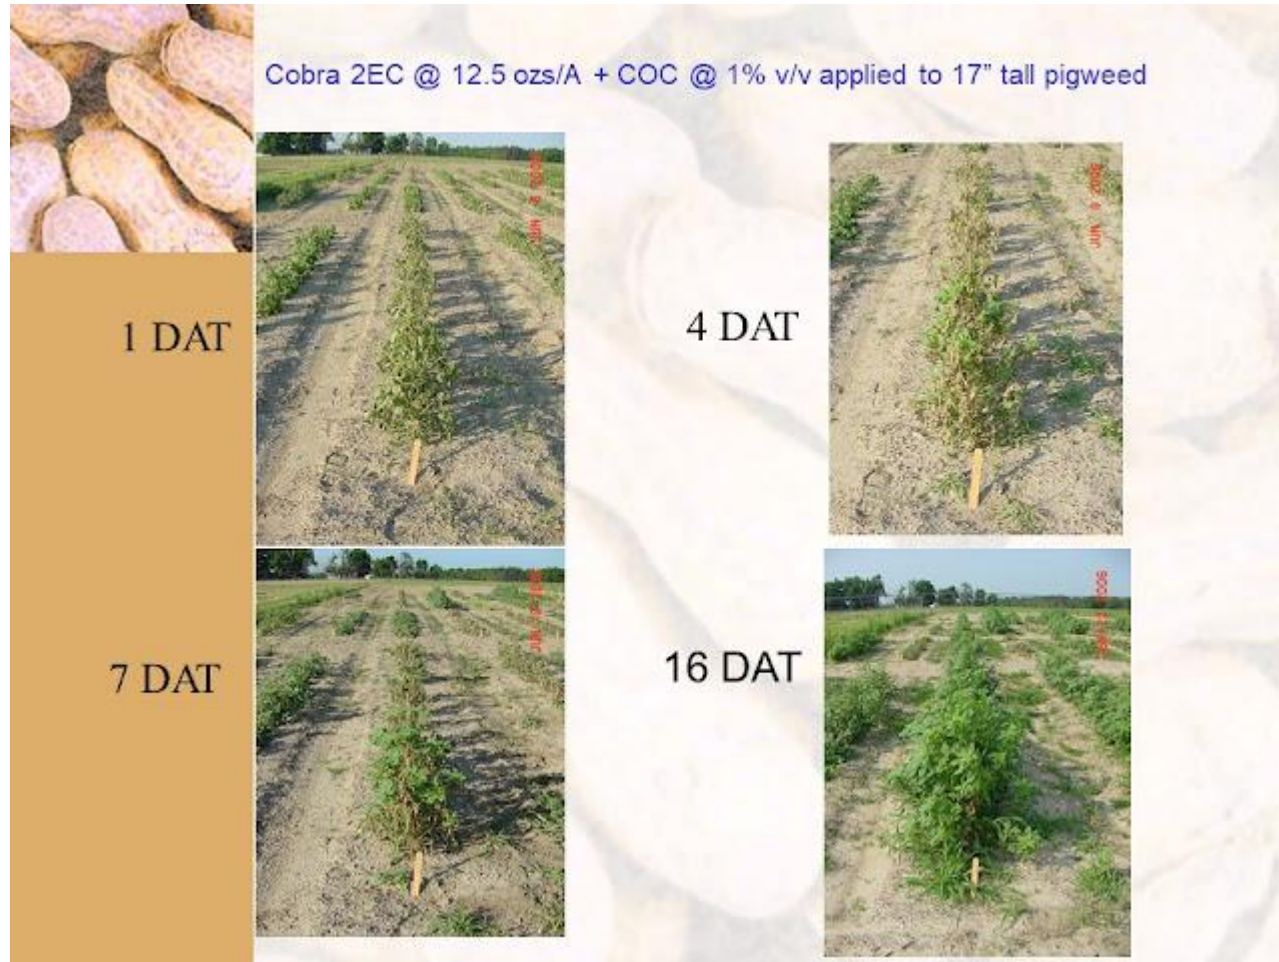 Cobra 2EC @ 12.5 ozs/A + COC @ 1% v/v applied to 17” tall pigweed
1 DAT
4 DAT
7 DAT
16 DAT